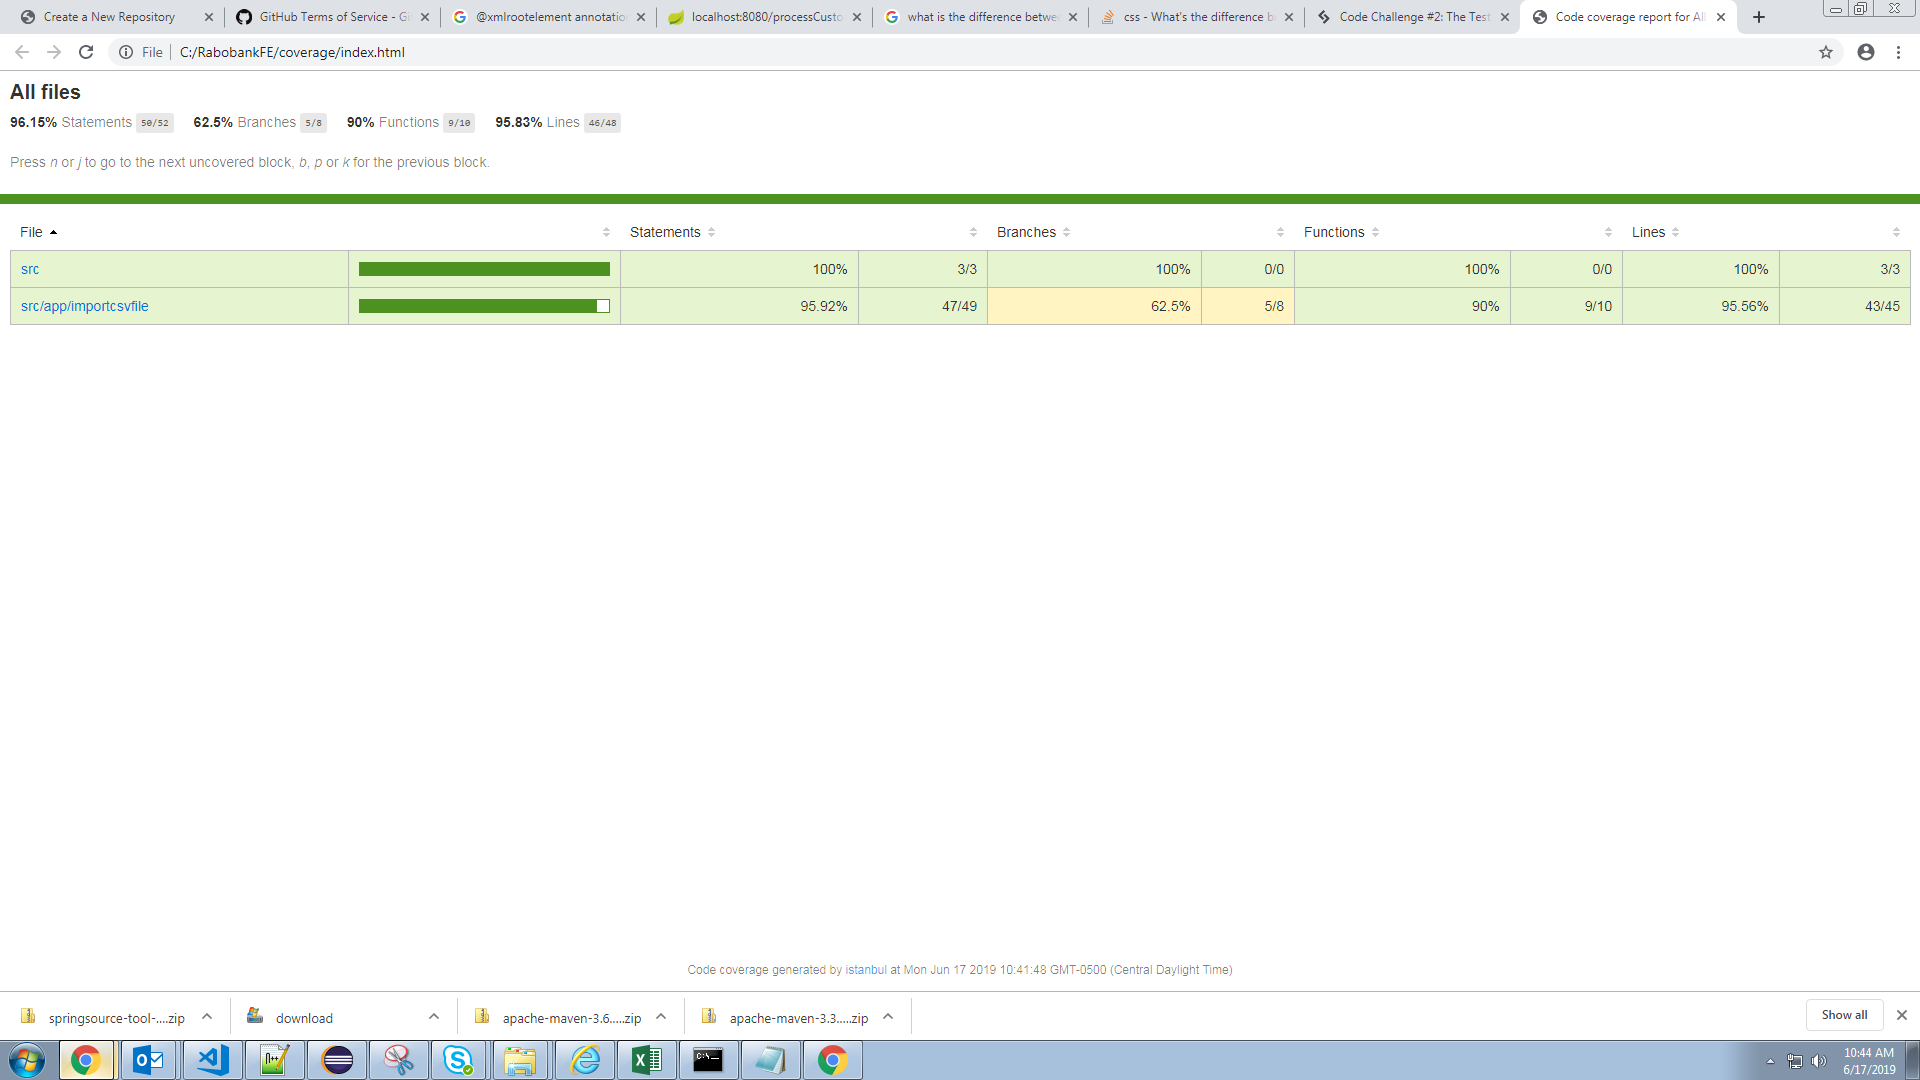 Create a New Repository
GitHub Terms of Service - Gi
@xmlrootelement annotatio
localhost:8080/processCusto
what is the difference betwe
css - What's the difference b
Code Challenge #2: The Test
Code coverage report for Al
File
C:/RabobankFE/coverage/index.html
All files
96.15% Statements 50/52 62.5% Branches 5/8 90% Functions 9/10 95.83% Lines 46/48
Press n or j to go to the next uncovered block, b, p or k for the previous block.
File Statements Branches Functions Lines
src 100% 3/3 100% 0/0 100% 0/0 100% 3/3
src/app/importcsvfile 95.92% 47/49 62.5% 5/8 90% 9/10 95.56% 43/45
Code coverage generated by istanbul at Mon Jun 17 2019 10:41:48 GMT-0500 (Central Daylight Time)
springsource-tool-....zip
download
apache-maven-3.6.....zip
apache-maven-3.3.....zip
Show all
10:44 AM
6/17/2019